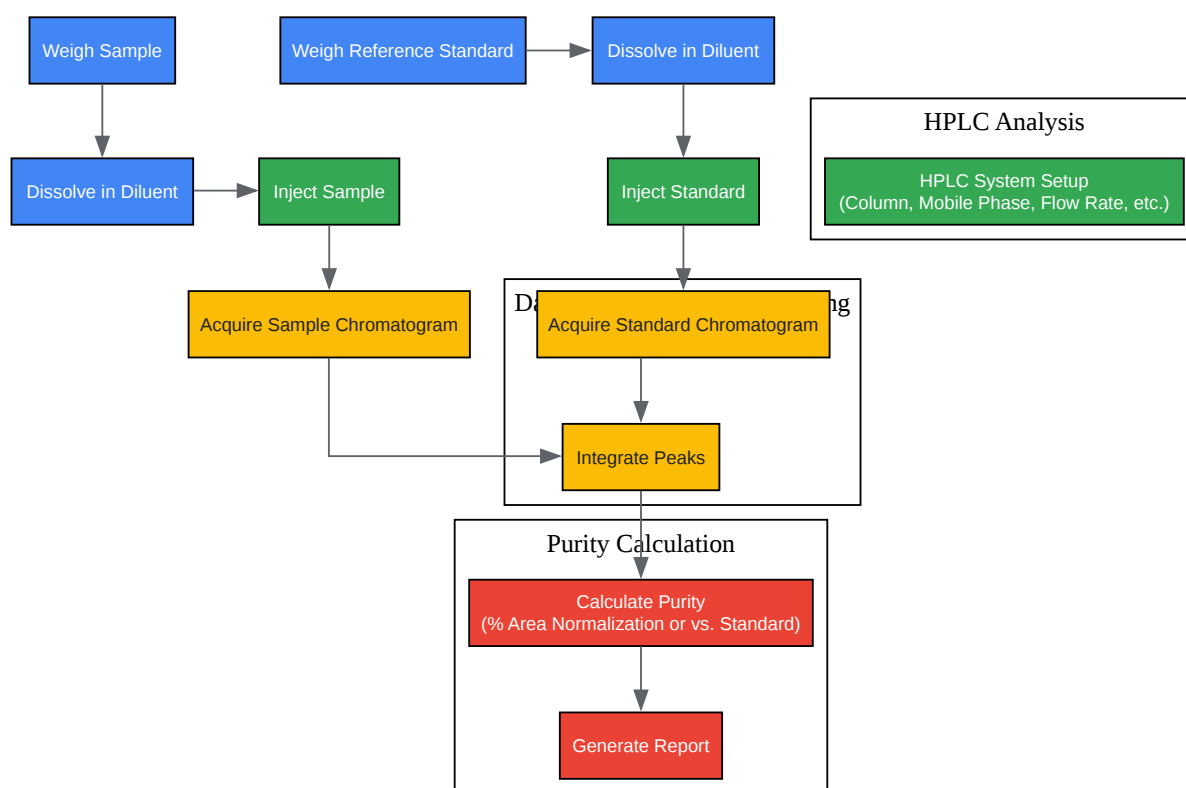 Weigh Sample
Weigh Reference Standard
Dissolve in Diluent
HPLC Analysis
Dissolve in Diluent
Inject Sample
Inject Standard
HPLC System Setup
(Column, Mobile Phase, Flow Rate, etc.)
Acquire Sample Chromatogram
Acquire Standard Chromatogram
Integrate Peaks
Purity Calculation
Calculate Purity
(% Area Normalization or vs. Standard)
Generate Report